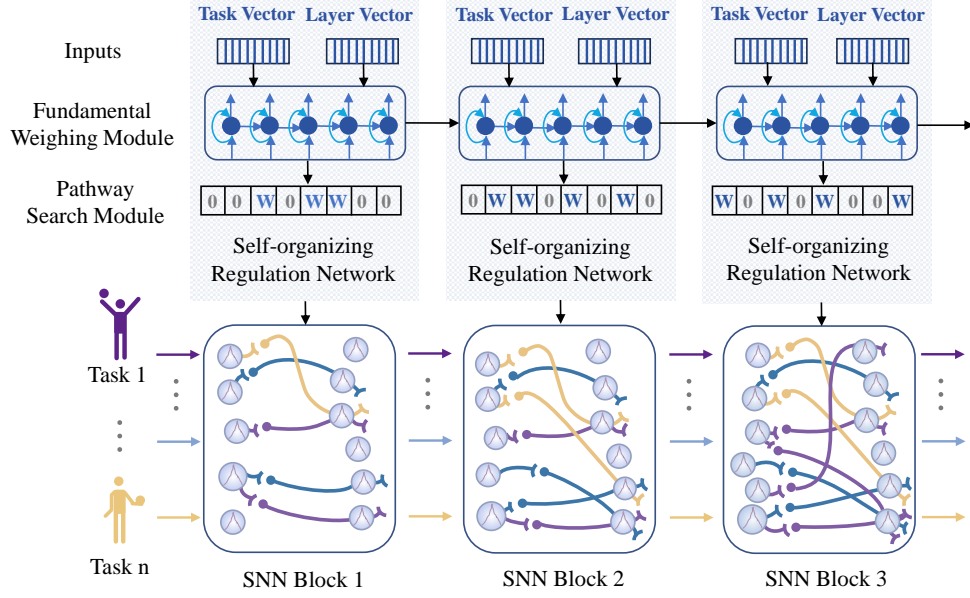 Task Vector Layer Vector Task Vector Layer Vector Task Vector Layer Vector
Inputs
Fundamental
Weighing Module
Pathway
Search Module
0 0 W 0 W W 0 0
0 W W 0 W 0 W 0
W 0 W 0 W 0 0 W
Self-organizing
Regulation Network
Self-organizing
Regulation Network
Self-organizing
Regulation Network
Task 1
Task n
SNN Block 1
SNN Block 2
SNN Block 3